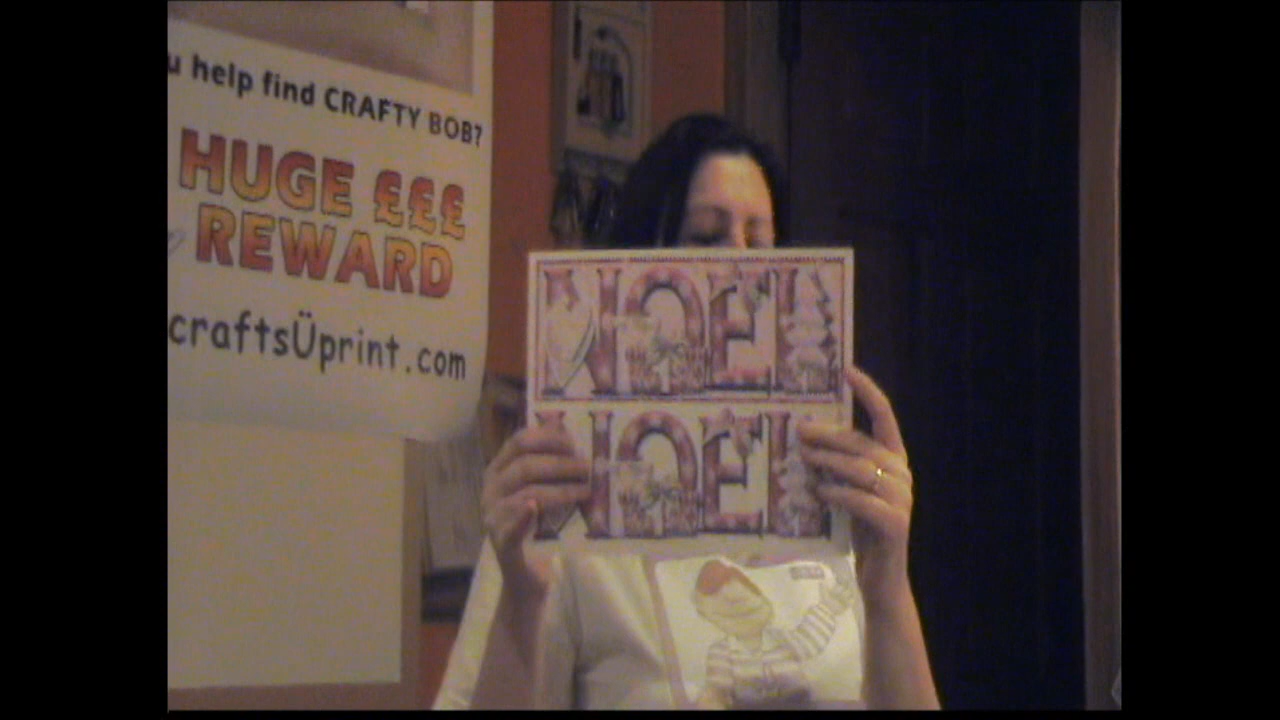 u help find CRAFTY BOB?
HUGE £££
REWARD
craftsÜprint.com
NOEL
NOEL